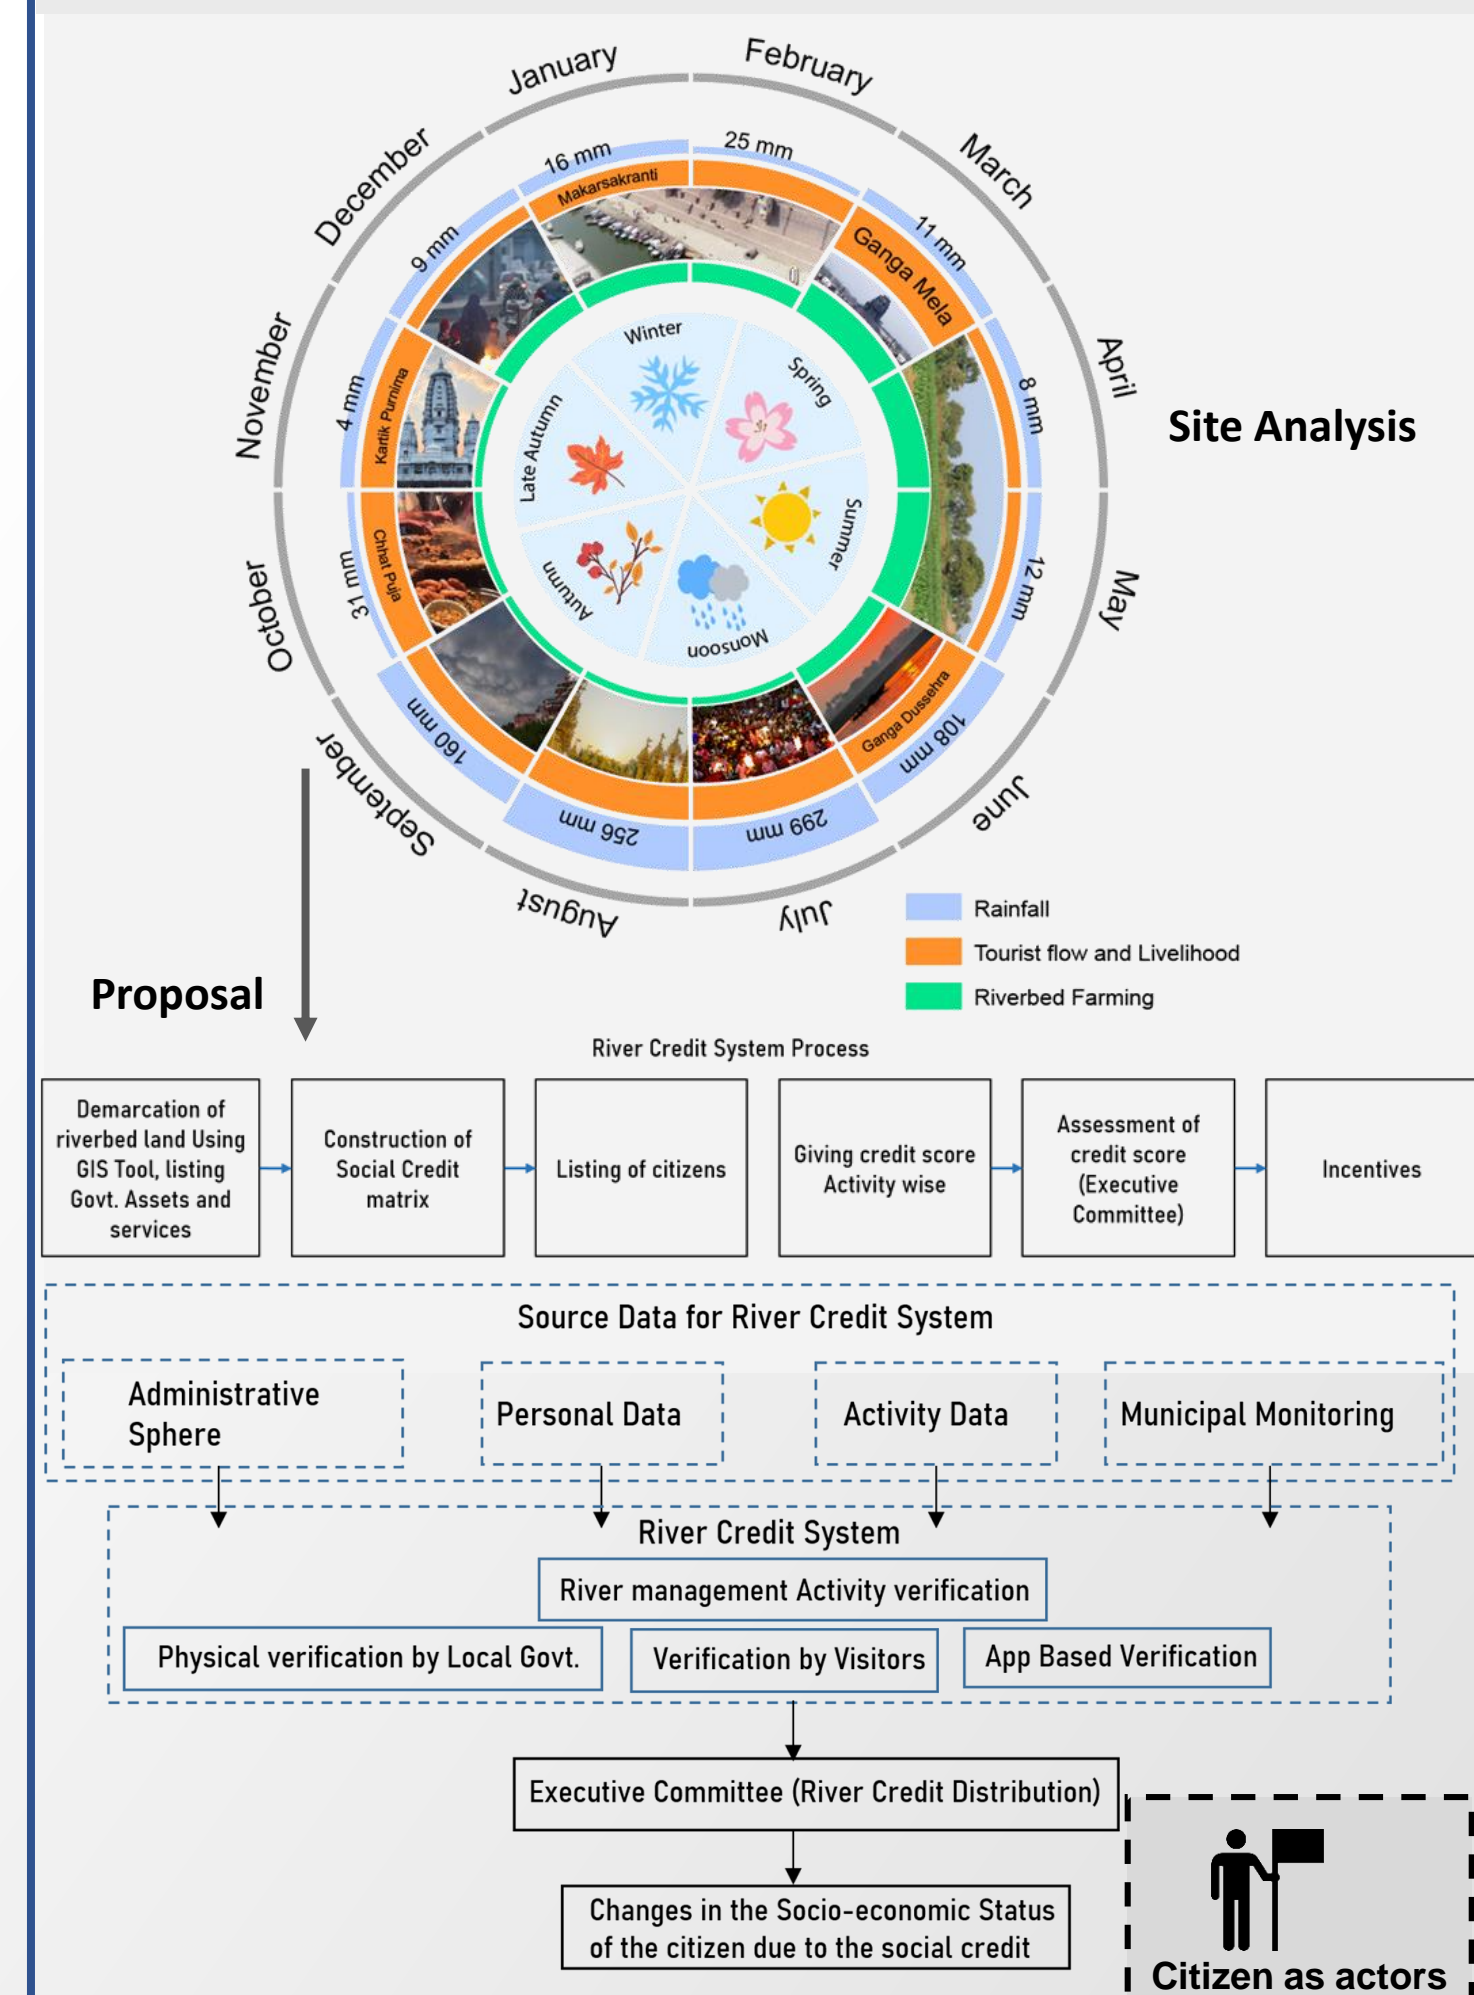 January
February
March
April
May
June
July
August
September
October
November
December
16 mm
25 mm
11 mm
8 mm
12 mm
108 mm
299 mm
256 mm
160 mm
31 mm
4 mm
9 mm
Makarsakranti
Ganga Mela
Ganga Dussehra
Chhat Puja
Kartik Purnima
Winter
Spring
Summer
Monsoon
Autumn
Late Autumn
Site Analysis
Rainfall
Tourist flow and Livelihood
Riverbed Farming
Proposal
River Credit System Process
Demarcation of
riverbed land Using
GIS Tool, listing
Govt. Assets and
services
Construction of
Social Credit
matrix
Listing of citizens
Giving credit score
Activity wise
Assessment of
credit score
(Executive
Committee)
Incentives
Source Data for River Credit System
Administrative
Sphere
Personal Data
Activity Data
Municipal Monitoring
River Credit System
River management Activity verification
Physical verification by Local Govt.
Verification by Visitors
App Based Verification
Executive Committee (River Credit Distribution)
Changes in the Socio-economic Status
of the citizen due to the social credit
Citizen as actors